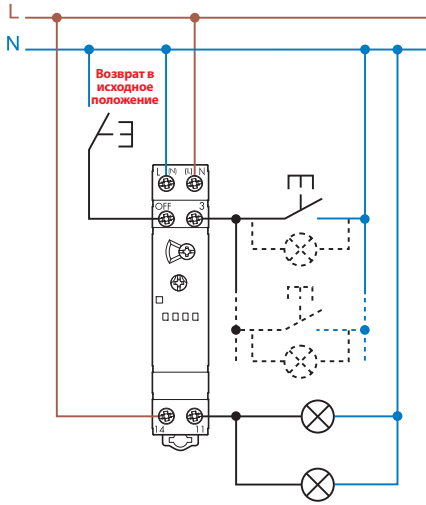 L
N
Возврат в
исходное
положение
L (N) (L) N
OFF 3
14 11